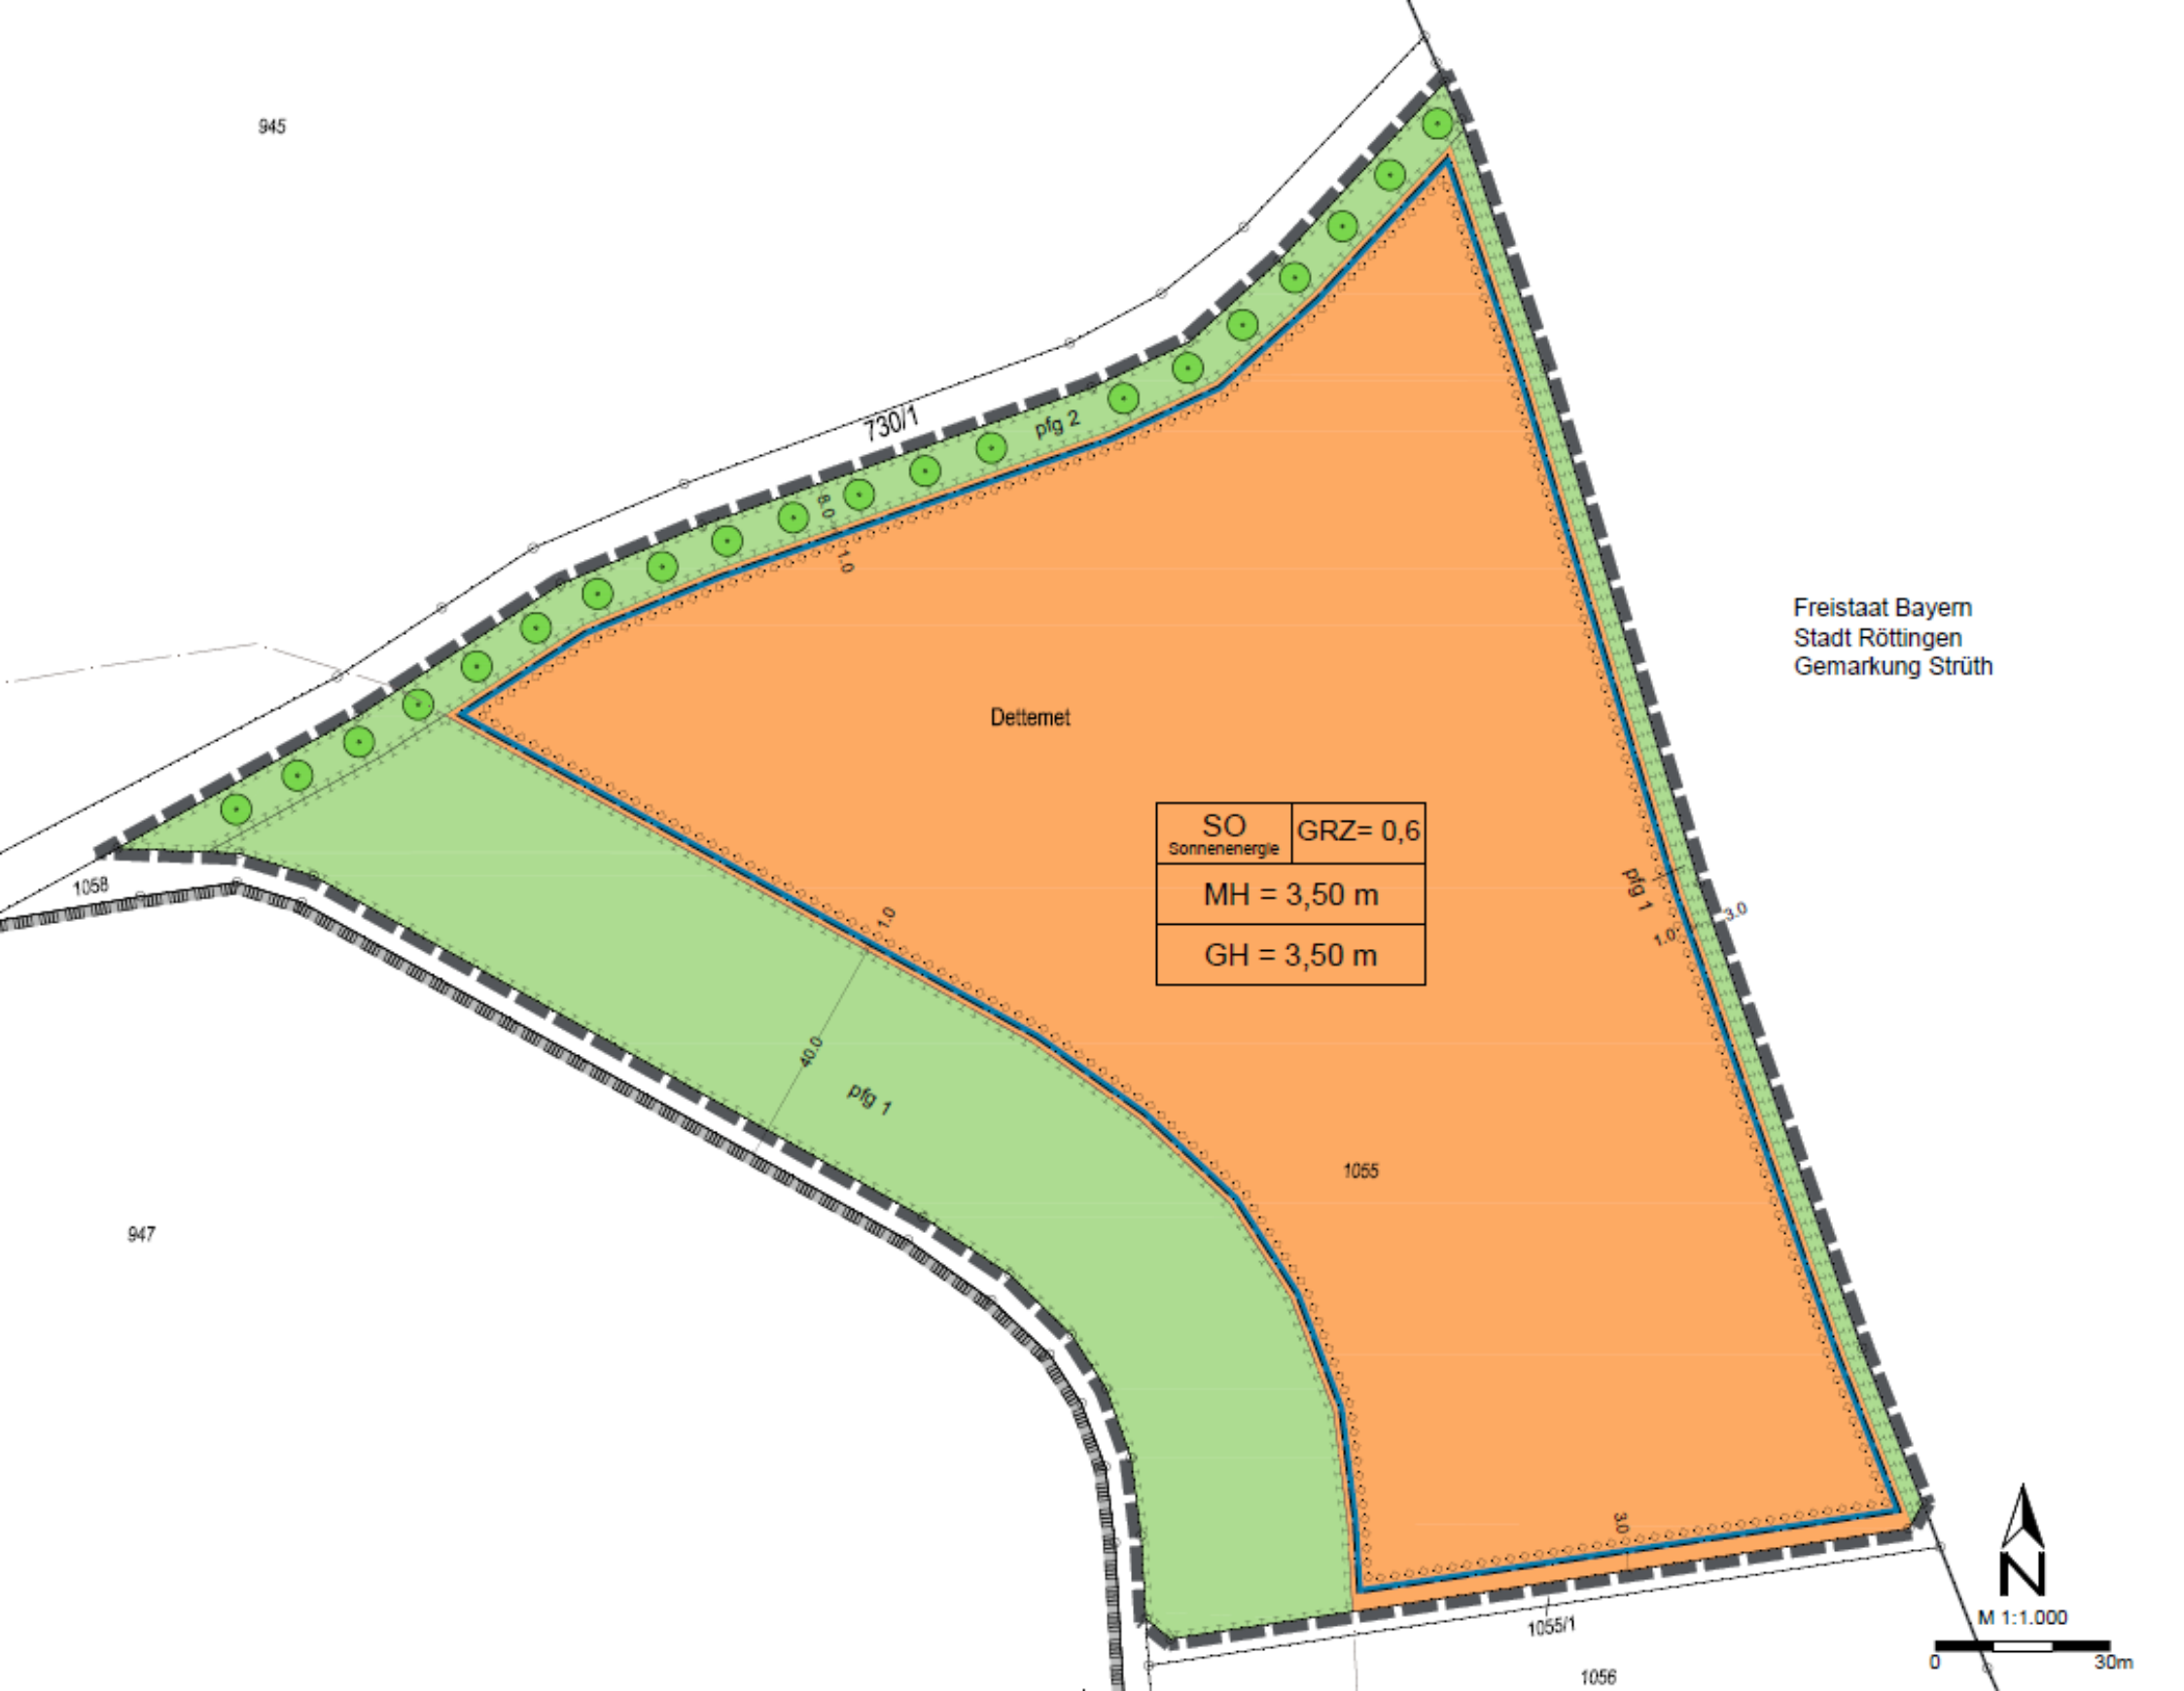 945
730/1
pfg 2
8.0
1.0
Freistaat Bayern
Stadt Röttingen
Gemarkung Strüth
Detternet
SO
Sonnenenergie
GRZ= 0,6
MH = 3,50 m
GH = 3,50 m
1058
pfg 1
3.0
1.0
1.0
40.0
pfg 1
1055
947
3.0
1055/1
1056
N
M 1:1.000
0
30m